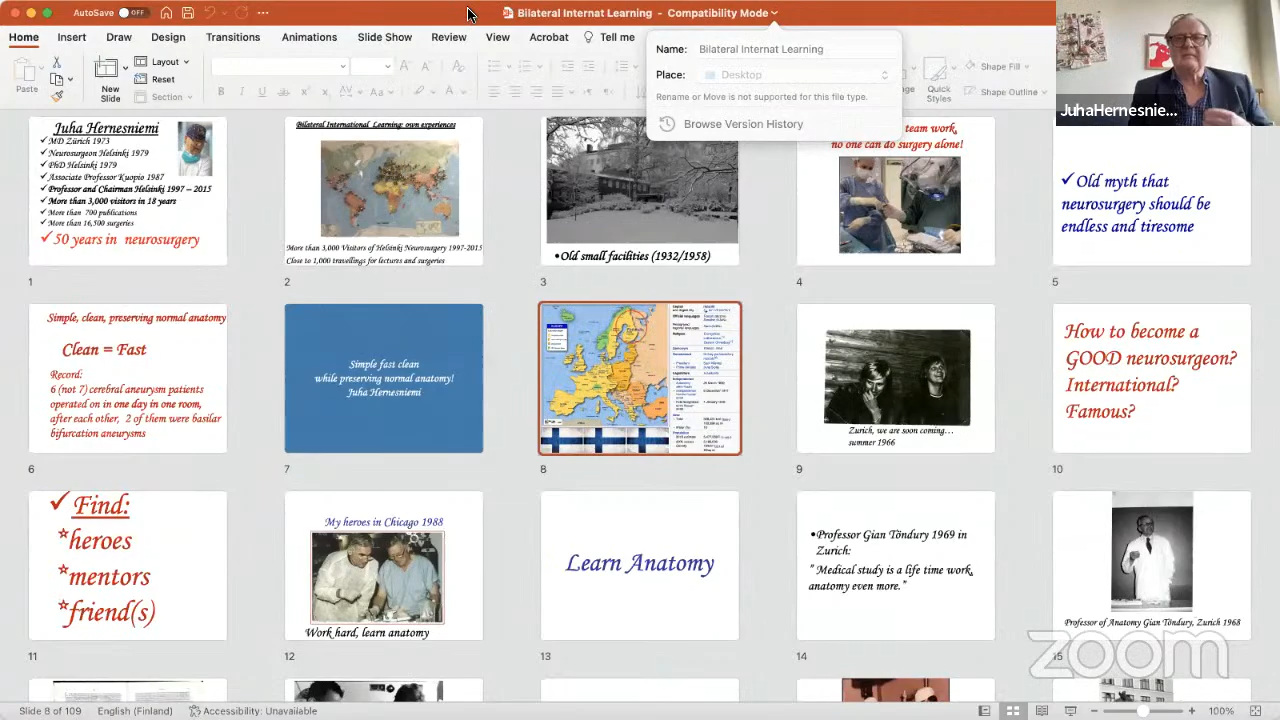 AutoSave OFF
Bilateral Internat Learning - Compatibility Mode
Home Insert Draw Design Transitions Animations Slide Show Review View Acrobat Tell me
Name: Bilateral Internat Learning
Place: Desktop
Rename or Move is not supported for this file type.
Browse Version History
Paste
New Slide
Layout
Reset
Section
Quick Styles
Shape Fill
Shape Outline
JuhaHernesnie...
Juha Hernesniemi
MD Zürich 1973
Neurosurgeon Helsinki 1979
PhD Helsinki 1979
Associate Professor Kuopio 1987
Professor and Chairman Helsinki 1997 – 2015
More than 3,000 visitors in 18 years
More than 700 publications
More than 16,500 surgeries
50 years in neurosurgery
1
Bilateral International Learning: own experiences
More than 3,000 Visitors of Helsinki Neurosurgery 1997-2015
Close to 1,000 travellings for lectures and surgeries
2
•Old small facilities (1932/1958)
3
team work,
no one can do surgery alone!
4
Old myth that
neurosurgery should be
endless and tiresome
5
Simple, clean, preserving normal anatomy
Clean = Fast
Record:
6(not 7) cerebral aneurysm patients
operated on in one day in one room,
after each other, 2 of them were basilar
bifurcation aneurysms
6
Simple fast clean
while preserving normal anatomy!
Juha Hernesniemi
7
8
Zurich, we are soon coming…
summer 1966
9
How to become a
GOOD neurosurgeon?
International?
Famous?
10
Find:
*heroes
*mentors
*friend(s)
11
My heroes in Chicago 1988
Work hard, learn anatomy
12
Learn Anatomy
13
•Professor Gian Töndury 1969 in
Zurich:
" Medical study is a life time work,
anatomy even more."
14
Professor of Anatomy Gian Töndury, Zurich 1968
15
zoom
Slide 8 of 109 English (Finland) Accessibility: Unavailable
100%